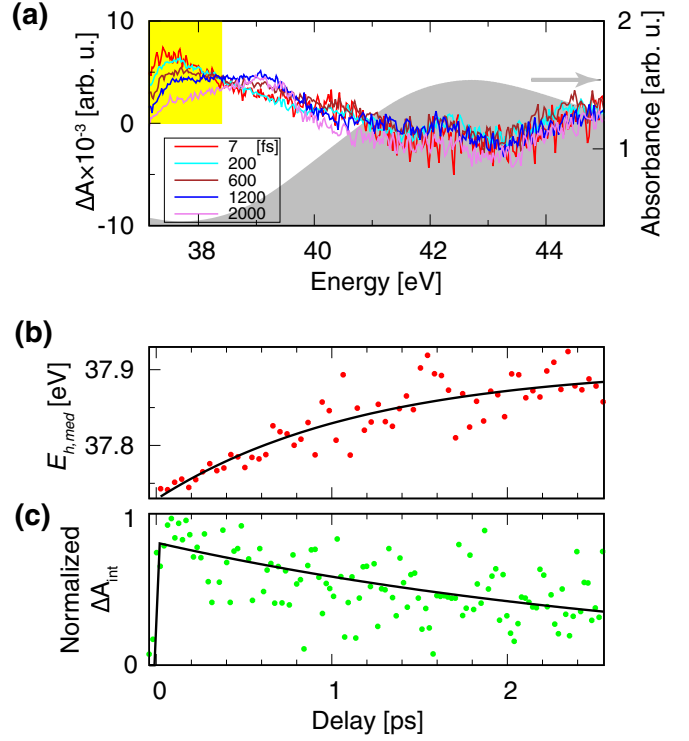 (a)
10
0
-10
ΔA×10⁻³ [arb. u.]
2
1
Absorbance [arb. u.]
7 [fs]
200
600
1200
2000
38 40 42 44
Energy [eV]
(b)
37.9
37.8
E_h,med
[eV]
(c)
1
0
Normalized
ΔA_int
0 1 2
Delay [ps]